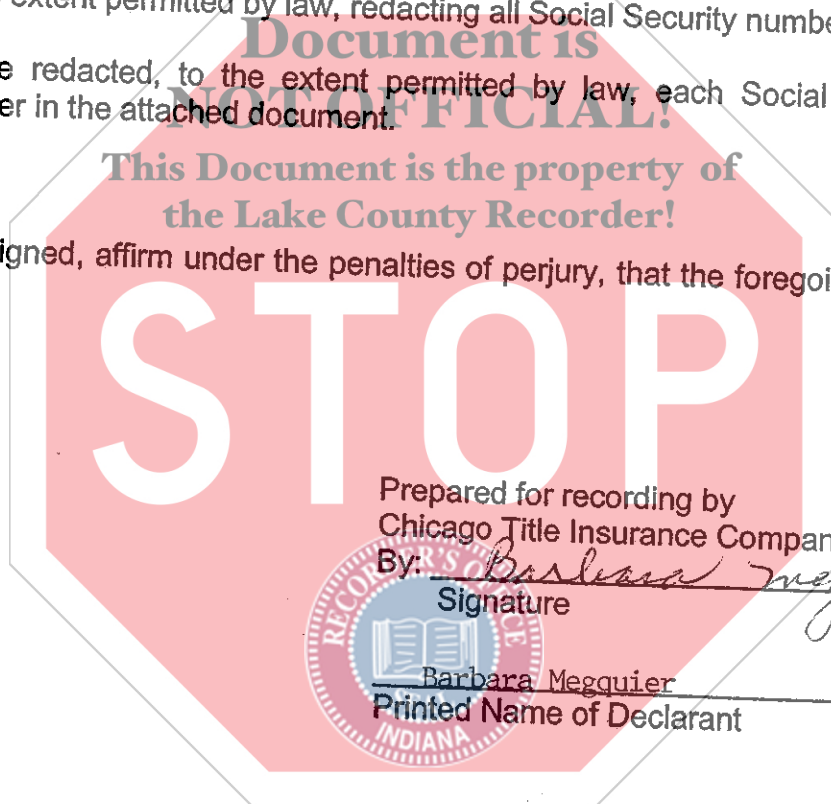 extent permitted by law, redacting all Social Security numbe
Document is
e redacted, to the extent permitted by law, each Social
er in the attached document.
NOT OFFICIAL!
This Document is the property of
the Lake County Recorder!
igned, affirm under the penalties of perjury, that the foregoi
STOP
Prepared for recording by
Chicago Title Insurance Compan
By: Barbara Meg
Signature
RECORDER'S OFFICE
SEAL
Barbara Megquier
Printed Name of Declarant
INDIANA